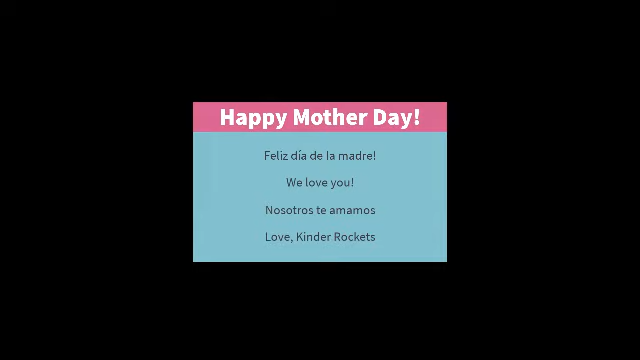 Happy Mother Day!
Feliz día de la madre!
We love you!
Nosotros te amamos
Love, Kinder Rockets